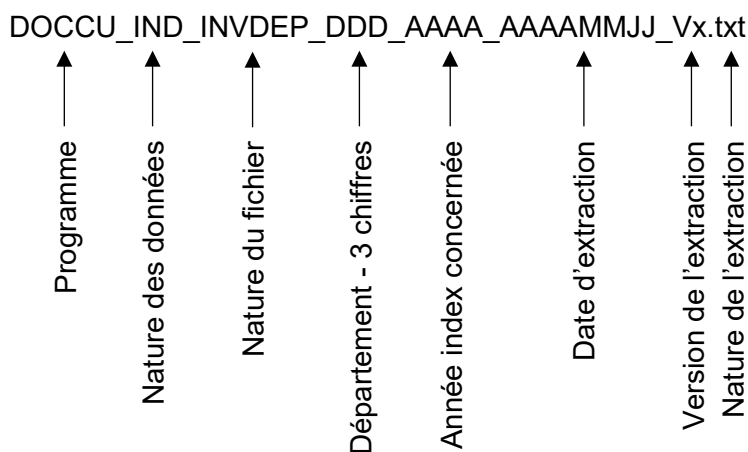 DOCCU_IND_INVDEP_DDD_AAAA_AAAAMMJJ_Vx.txt
Programme
Nature des données
Nature du fichier
Département - 3 chiffres
Année index concernée
Date d’extraction
Version de l’extraction
Nature de l’extraction